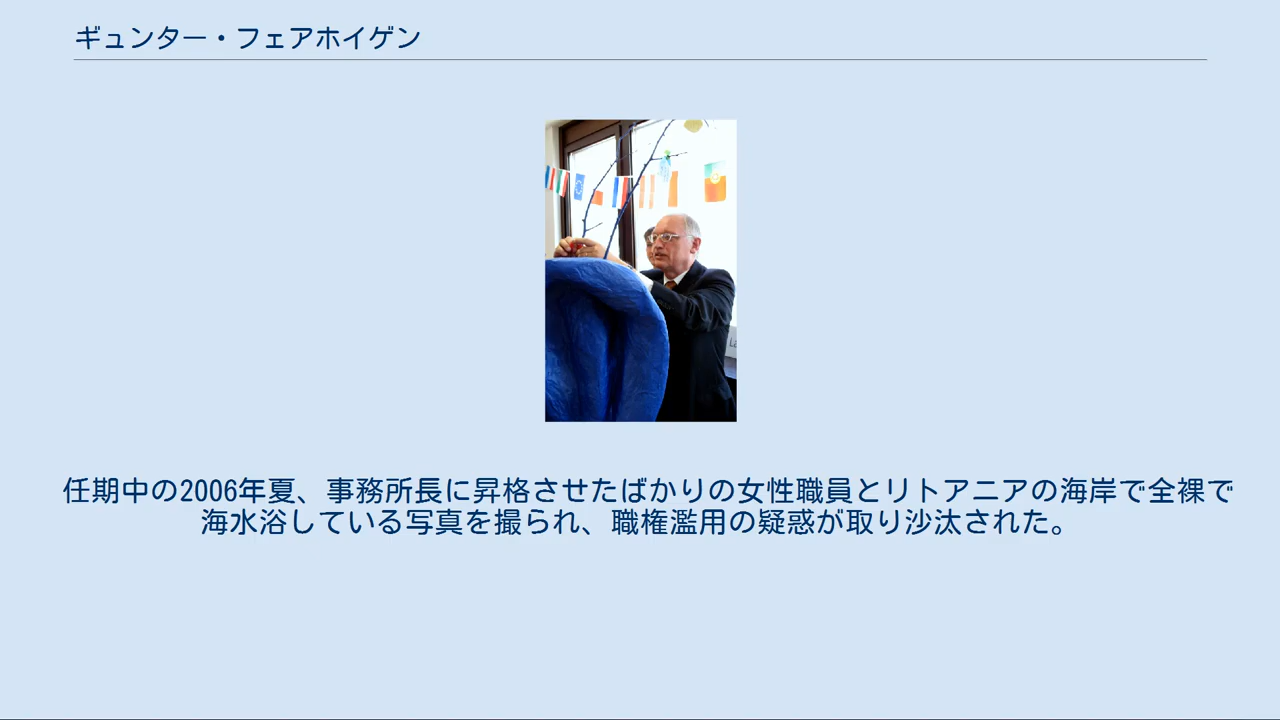 ギュンター・フェアホイゲン
任期中の2006年夏、事務所長に昇格させたばかりの女性職員とリトアニアの海岸で全裸で
海水浴している写真を撮られ、職権濫用の疑惑が取り沙汰された。